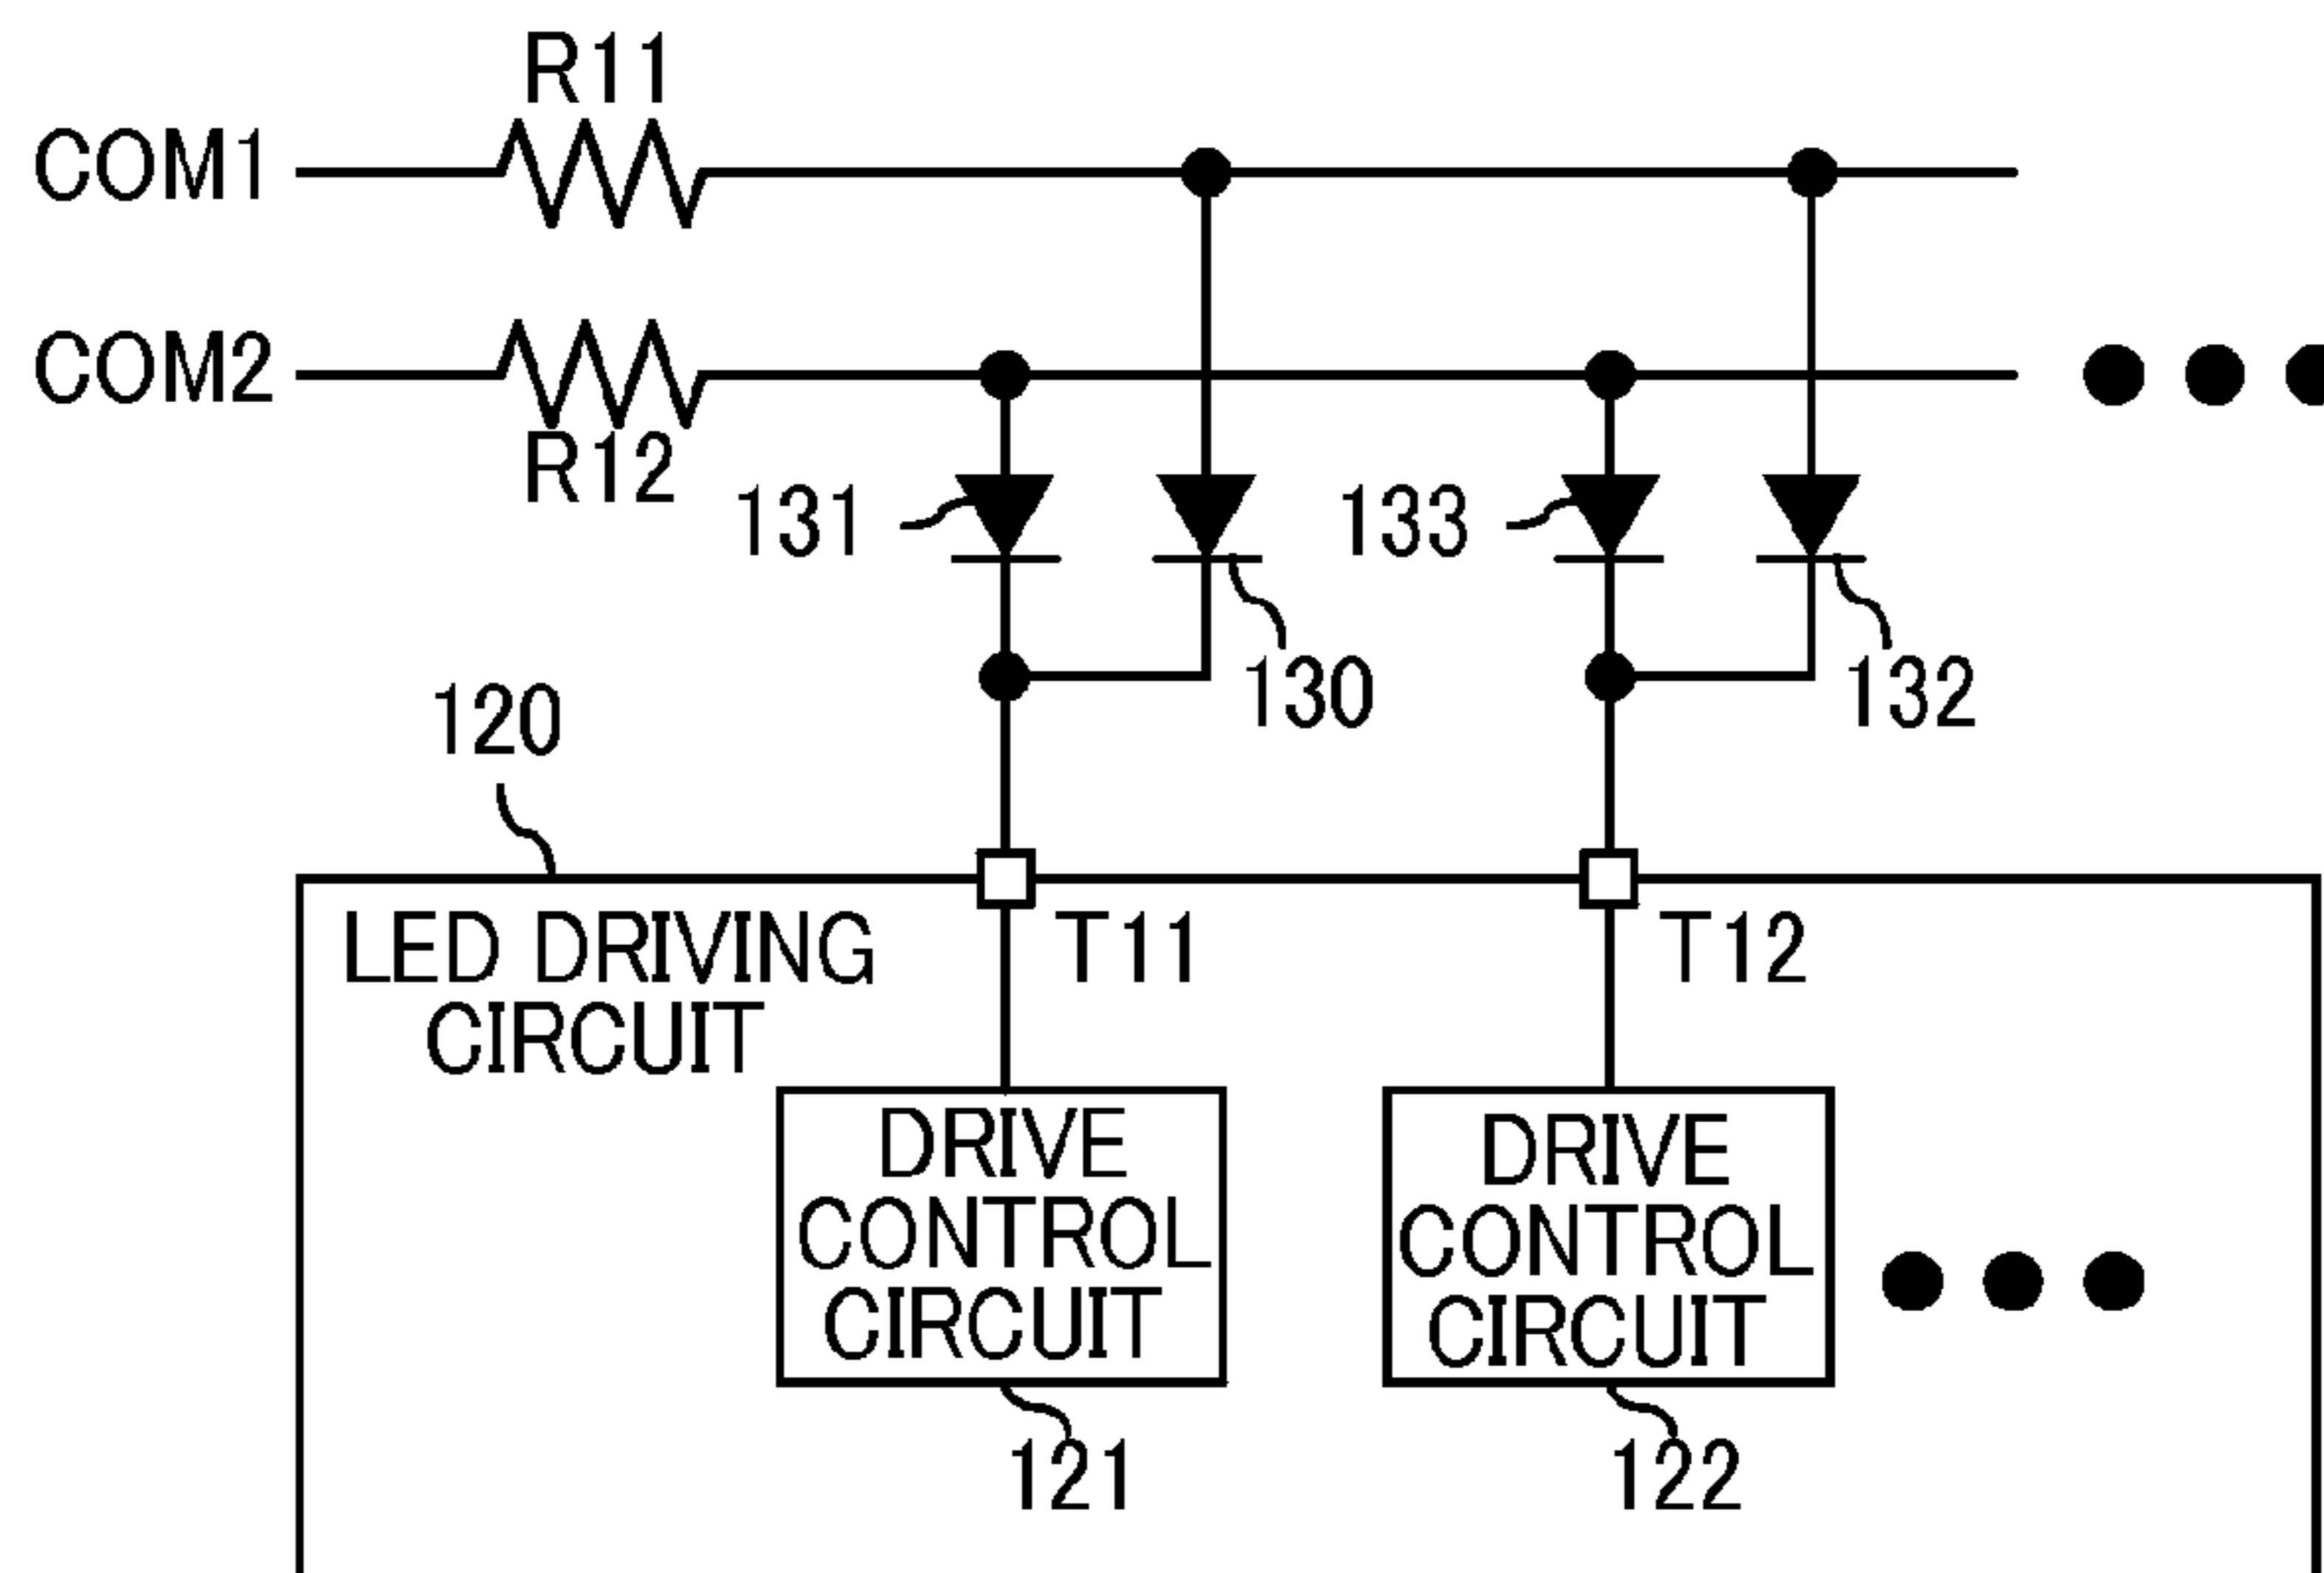 R11
COM1
COM2
R12
131
133
130
132
120
LED DRIVING
CIRCUIT
T11
T12
DRIVE
CONTROL
CIRCUIT
DRIVE
CONTROL
CIRCUIT
121
122